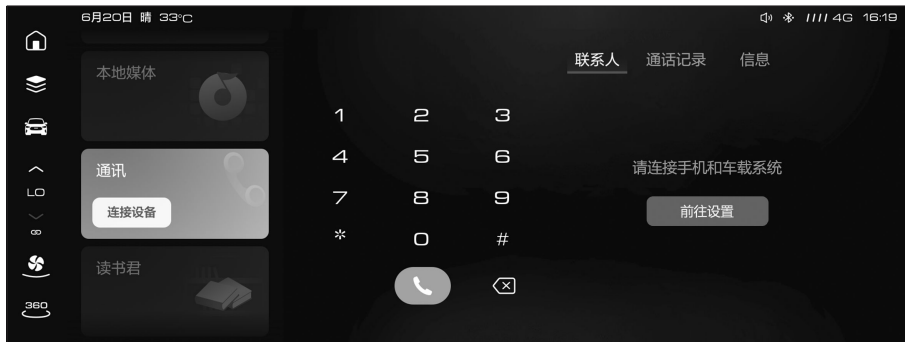 6月20日 晴 33°C
4G 16:19
本地媒体
通讯
连接设备
读书君
LO
360
联系人 通话记录 信息
1 2 3
4 5 6
7 8 9
* 0 #
请连接手机和车载系统
前往设置